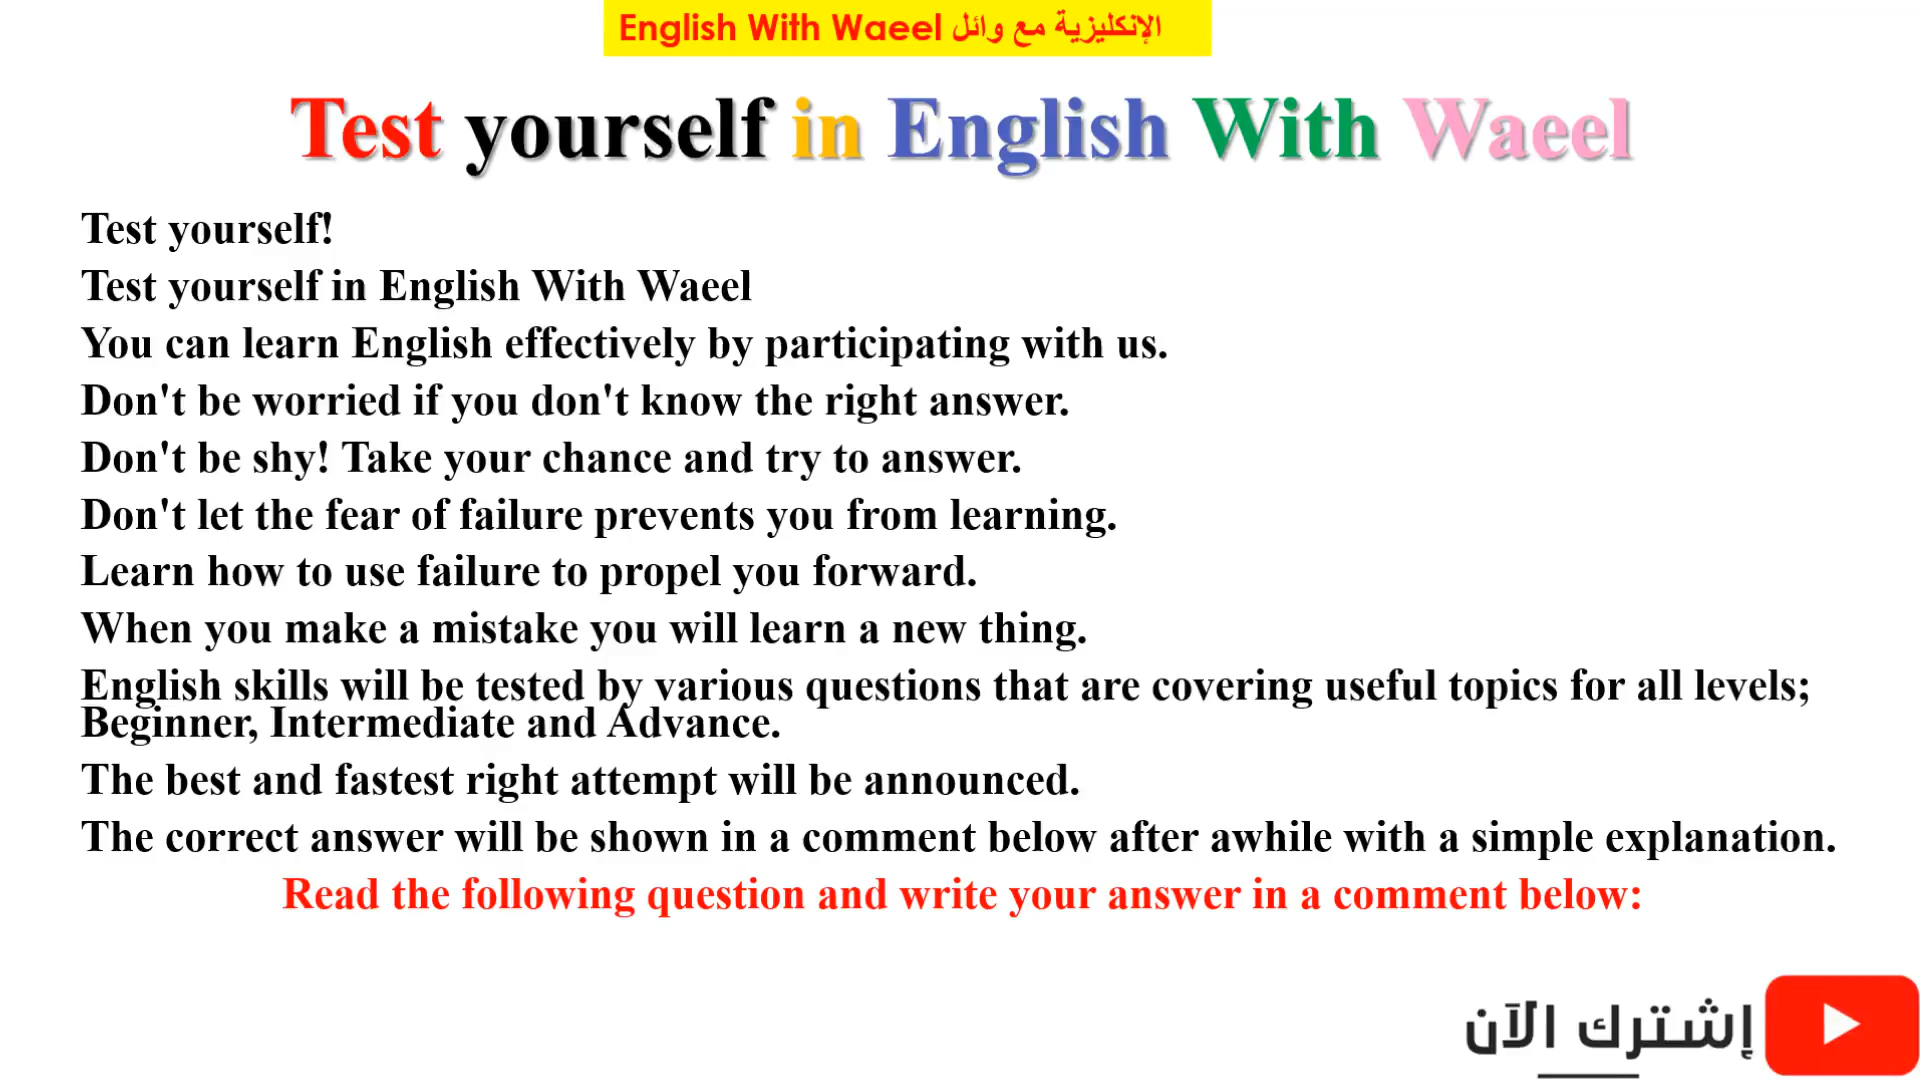 English With Waeel الإنكليزية مع وائل
Test yourself in English With Waeel
Test yourself!
Test yourself in English With Waeel
You can learn English effectively by participating with us.
Don't be worried if you don't know the right answer.
Don't be shy! Take your chance and try to answer.
Don't let the fear of failure prevents you from learning.
Learn how to use failure to propel you forward.
When you make a mistake you will learn a new thing.
English skills will be tested by various questions that are covering useful topics for all levels;
Beginner, Intermediate and Advance.
The best and fastest right attempt will be announced.
The correct answer will be shown in a comment below after awhile with a simple explanation.
Read the following question and write your answer in a comment below:
إشترك الآن